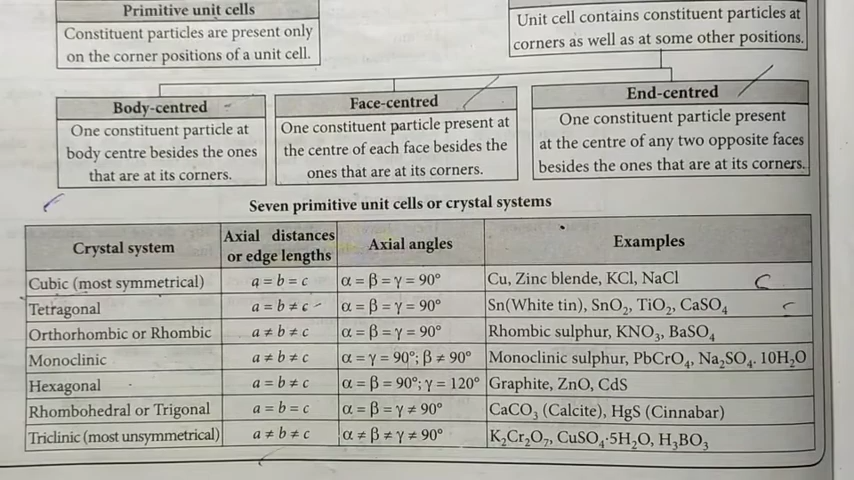 Primitive unit cells
Constituent particles are present only
on the corner positions of a unit cell.
Unit cell contains constituent particles at
corners as well as at some other positions.
Body-centred
One constituent particle at
body centre besides the ones
that are at its corners.
Face-centred
One constituent particle present at
the centre of each face besides the
ones that are at its corners.
End-centred
One constituent particle present
at the centre of any two opposite faces
besides the ones that are at its corners.
Seven primitive unit cells or crystal systems
Crystal system Axial distances or edge lengths Axial angles Examples
Cubic (most symmetrical) a = b = c α = β = γ = 90° Cu, Zinc blende, KCl, NaCl
Tetragonal a = b ≠ c α = β = γ = 90° Sn(White tin), SnO₂, TiO₂, CaSO₄
Orthorhombic or Rhombic a ≠ b ≠ c α = β = γ = 90° Rhombic sulphur, KNO₃, BaSO₄
Monoclinic a ≠ b ≠ c α = γ = 90°; β ≠ 90° Monoclinic sulphur, PbCrO₄, Na₂SO₄. 10H₂O
Hexagonal a = b ≠ c α = β = 90°; γ = 120° Graphite, ZnO, CdS
Rhombohedral or Trigonal a = b = c α = β = γ ≠ 90° CaCO₃ (Calcite), HgS (Cinnabar)
Triclinic (most unsymmetrical) a ≠ b ≠ c α ≠ β ≠ γ ≠ 90° K₂Cr₂O₇, CuSO₄·5H₂O, H₃BO₃